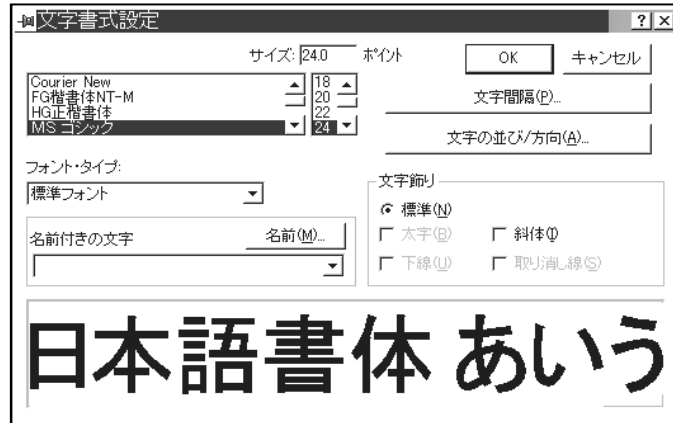 文字書式設定
サイズ: 24.0 ポイント OK キャンセル
Courier New 18
FG楷書体NT-M 20
HG正楷書体 22
MS ゴシック 24
文字間隔(P)...
文字の並び/方向(A)...
フォント・タイプ:
標準フォント
文字飾り
標準(N)
太字(B) 斜体(I)
下線(U) 取り消し線(S)
名前付きの文字 名前(M)...
日本語書体 あいう